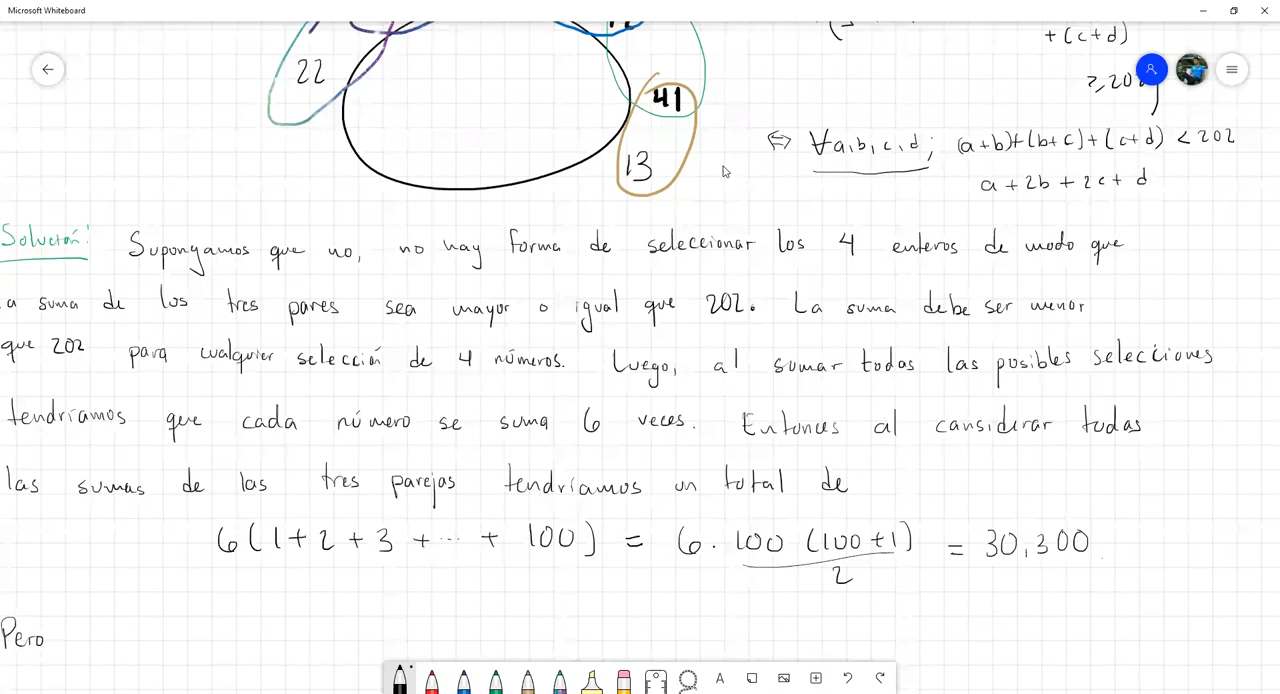 Microsoft Whiteboard
+ (c+d)
22
41
13
⇔ ∀a,b,c,d; (a+b)+(b+c)+(c+d) < 202
a + 2b + 2c + d
Solución! Supongamos que no, no hay forma de seleccionar los 4 enteros de modo que
a suma de los tres pares sea mayor o igual que 202. La suma debe ser menor
que 202 para cualquier selección de 4 números. Luego, al sumar todas las posibles selecciones
tendríamos que cada número se suma 6 veces. Entonces al considerar todas
las sumas de las tres parejas tendríamos un total de
6(1+2+3+ ... + 100) = 6 · 100 (100+1) / 2 = 30,300
Pero